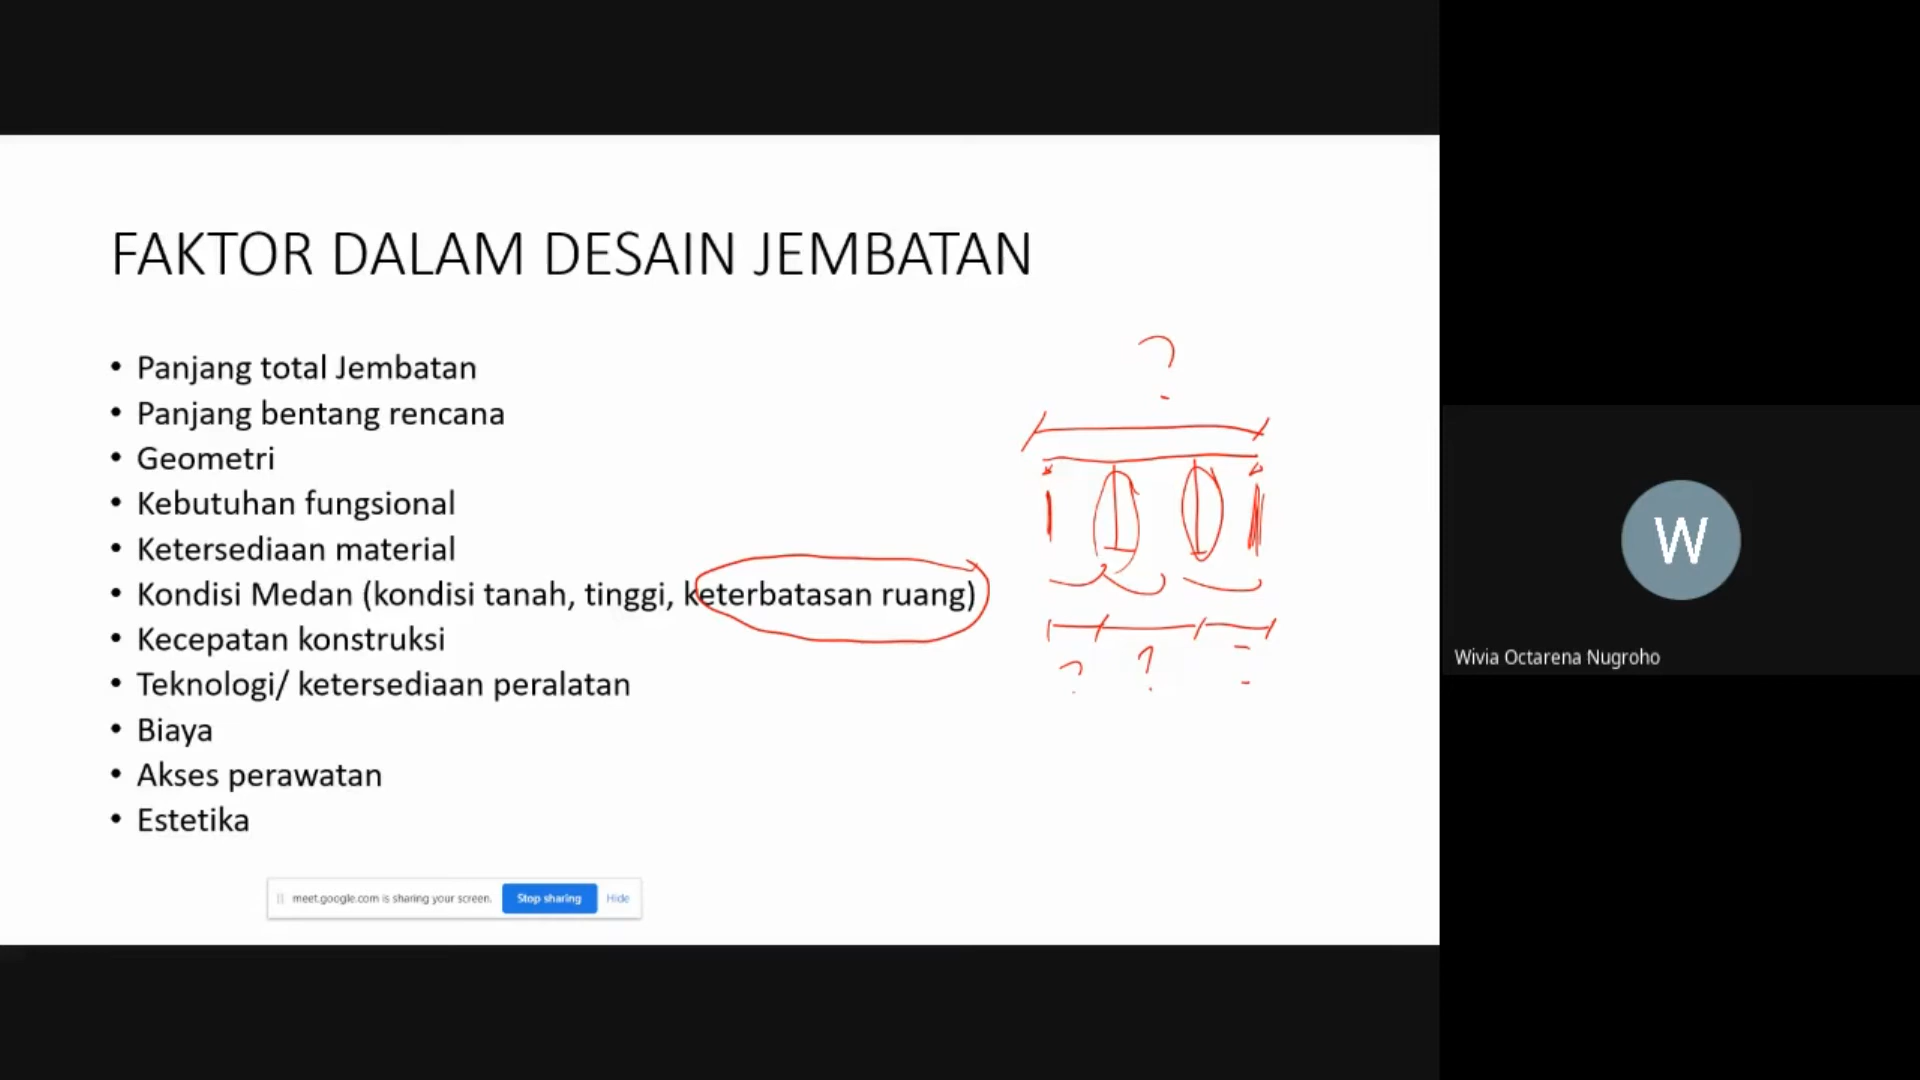 FAKTOR DALAM DESAIN JEMBATAN
• Panjang total Jembatan
• Panjang bentang rencana
• Geometri
• Kebutuhan fungsional
• Ketersediaan material
• Kondisi Medan (kondisi tanah, tinggi, keterbatasan ruang)
• Kecepatan konstruksi
• Teknologi/ ketersediaan peralatan
• Biaya
• Akses perawatan
• Estetika
?
? ?
meet.google.com is sharing your screen. Stop sharing Hide
W
Wivia Octarena Nugroho